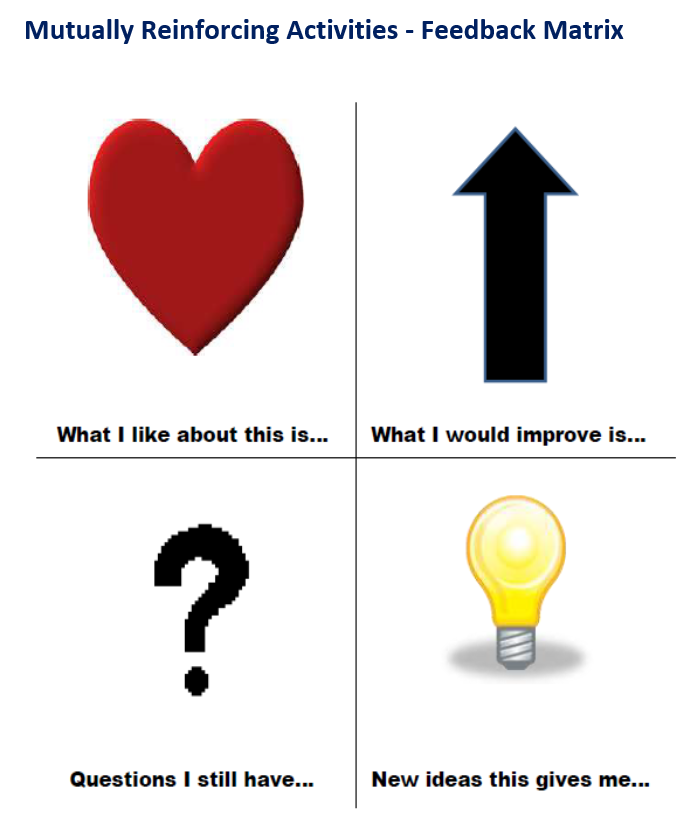 Mutually Reinforcing Activities - Feedback Matrix
What I like about this is...
What I would improve is...
Questions I still have...
New ideas this gives me...